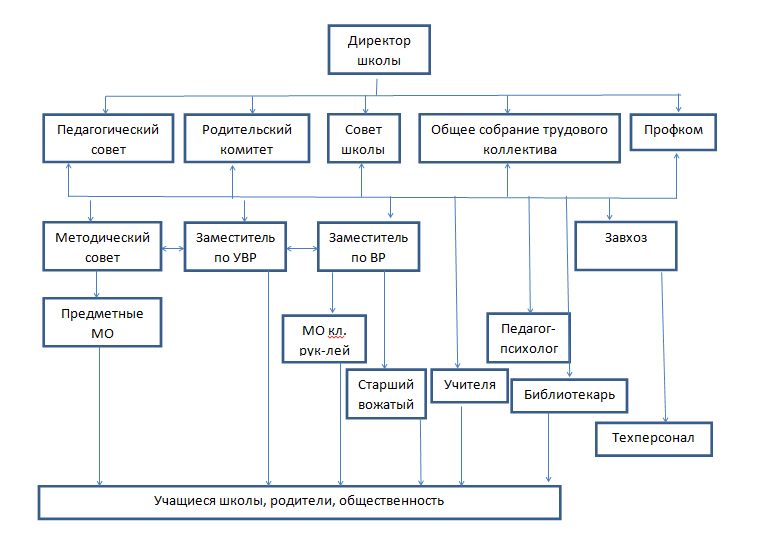 Директор
школы
Педагогический
совет
Родительский
комитет
Совет
школы
Общее собрание трудового
коллектива
Профком
Методический
совет
Заместитель
по УВР
Заместитель
по ВР
Завхоз
Предметные
МО
МО кл.
рук-лей
Педагог-
психолог
Старший
вожатый
Учителя
Библиотекарь
Техперсонал
Учащиеся школы, родители, общественность